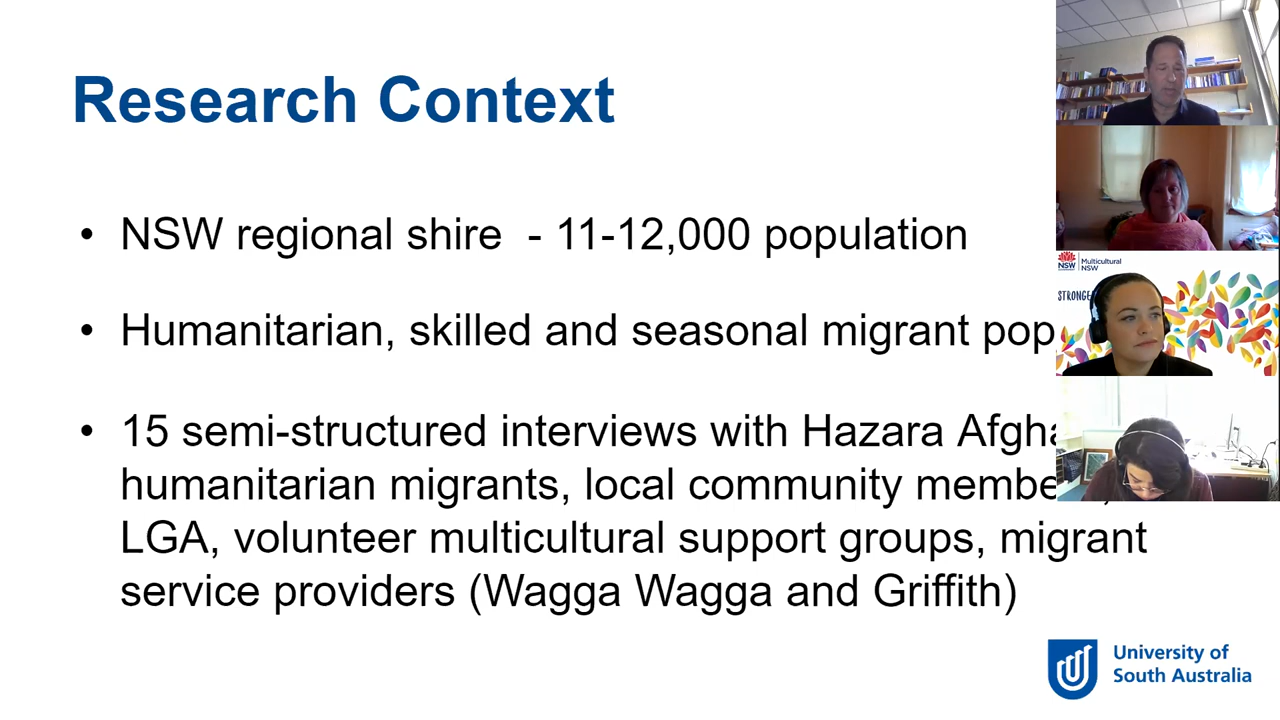 Research Context
• NSW regional shire - 11-12,000 population
• Humanitarian, skilled and seasonal migrant pop
• 15 semi-structured interviews with Hazara Afgha
humanitarian migrants, local community membe
LGA, volunteer multicultural support groups, migrant
service providers (Wagga Wagga and Griffith)
NSW
Multicultural
NSW
STRONGE
University of
South Australia